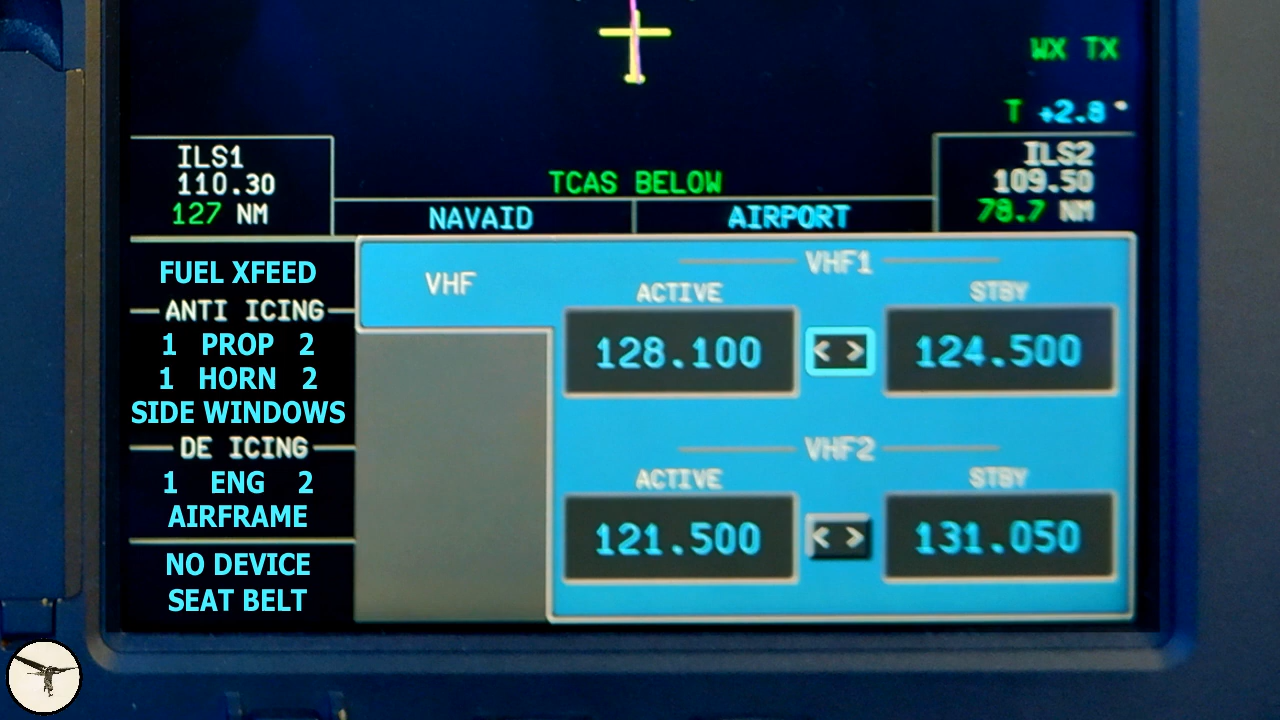 WX TX
T +2.8 °
ILS1
110.30
127 NM
TCAS BELOW
ILS2
109.50
78.7 NM
NAVAID
AIRPORT
FUEL XFEED
ANTI ICING
1 PROP 2
1 HORN 2
SIDE WINDOWS
DE ICING
1 ENG 2
AIRFRAME
NO DEVICE
SEAT BELT
VHF
VHF1
ACTIVE STBY
128.100 < > 124.500
VHF2
ACTIVE STBY
121.500 < > 131.050